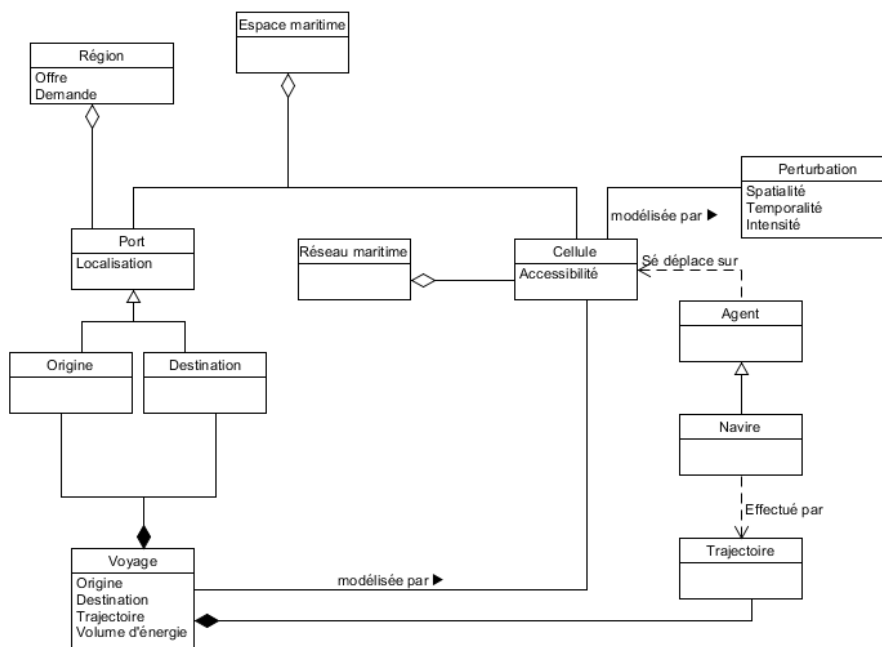 Espace maritime
Région
Offre
Demande
Perturbation
Spatialité
Temporalité
Intensité
modélisée par ▶
Port
Localisation
Réseau maritime
Cellule
Accessibilité
Sé déplace sur
Agent
Origine
Destination
Navire
Effectué par
Trajectoire
Voyage
Origine
Destination
Trajectoire
Volume d'énergie
modélisée par ▶